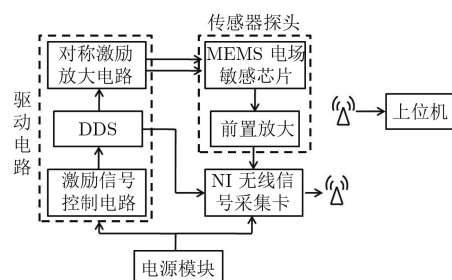 传感器探头
对称激励
放大电路
MEMS 电场
敏感芯片
驱动电路
DDS
前置放大
上位机
激励信号
控制电路
NI 无线信
号采集卡
电源模块